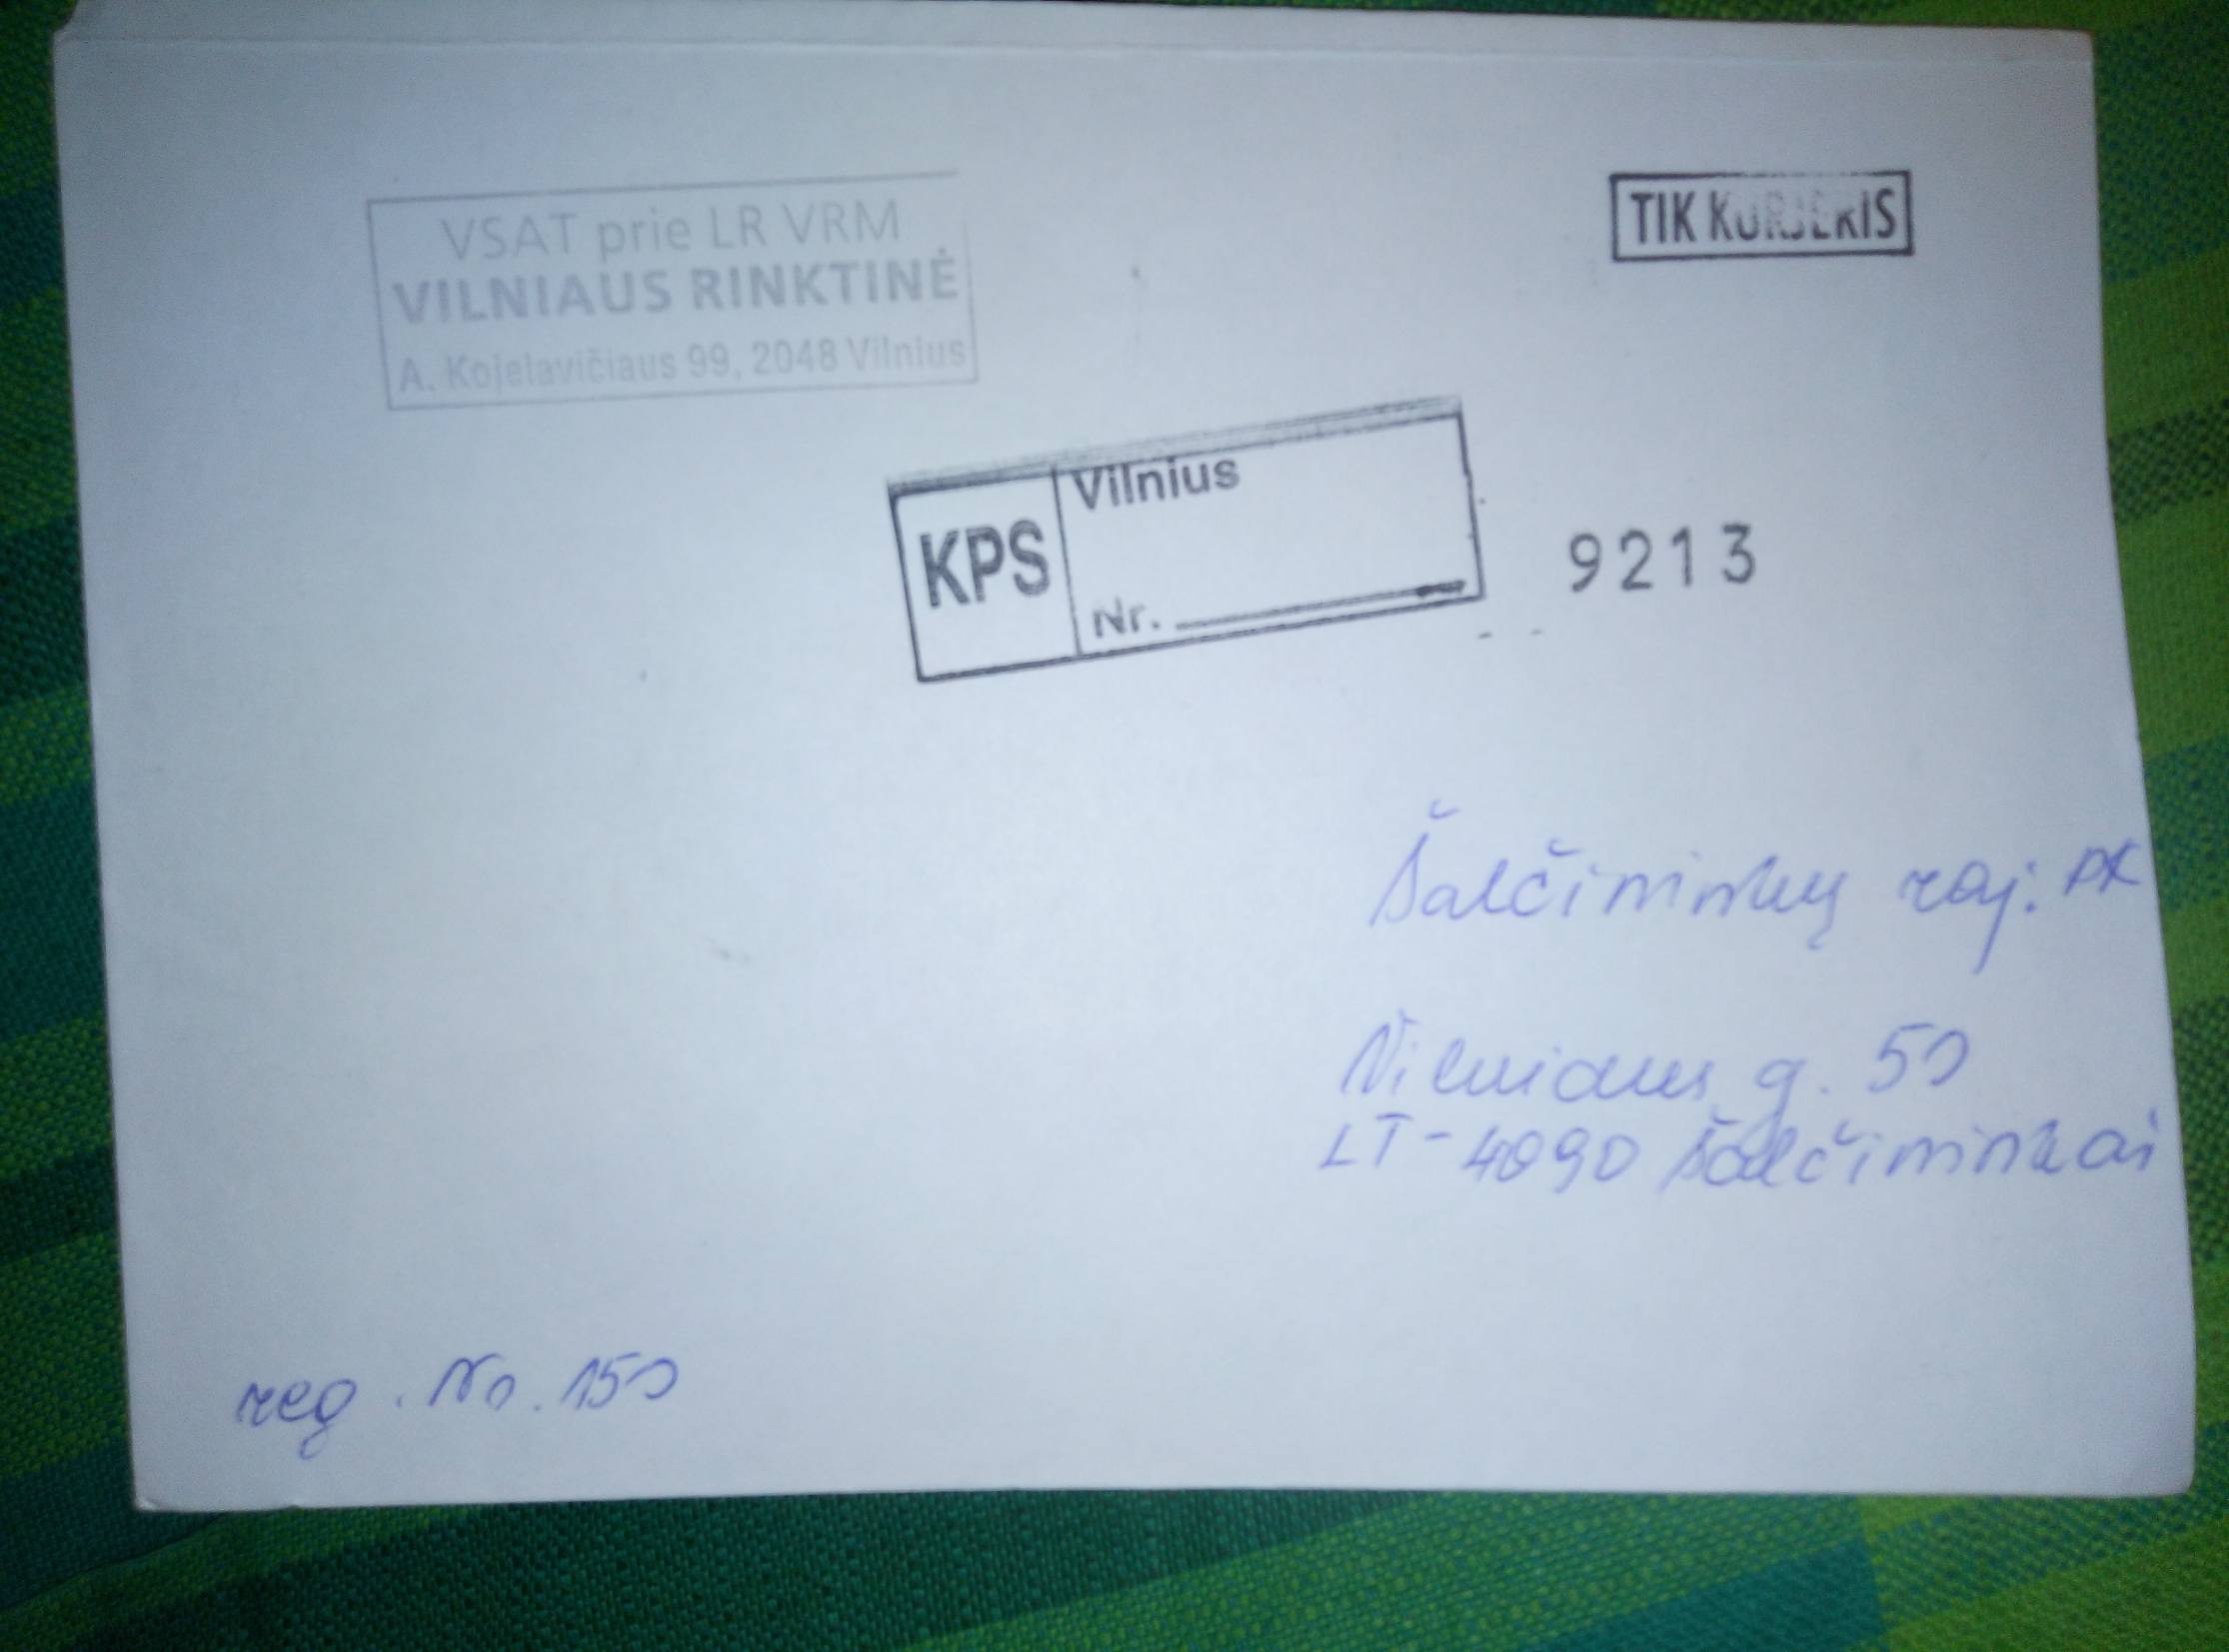 VSAT prie LR VRM
VILNIAUS RINKTINĖ
A. Kojelavičiaus 99, 2048 Vilnius
TIK KURJERIS
KPS
Vilnius
Nr.
9213
Šalčininkų raj. PK
Vilniaus g. 50
LT-4090 Šalčininkai
reg. No. 150